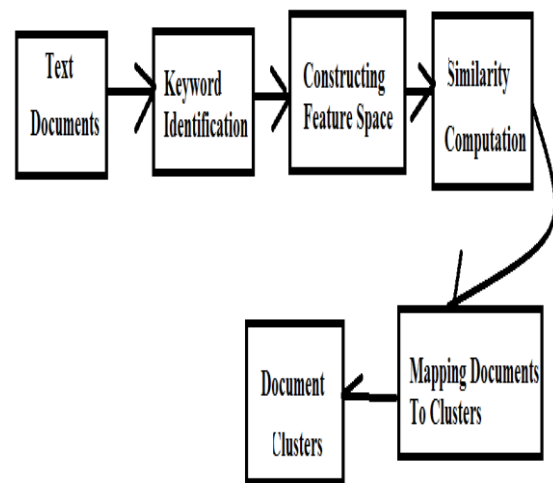 Text
Documents
Keyword
Identification
Constructing
Feature Space
Similarity
Computation
Mapping Documents
To Clusters
Document
Clusters